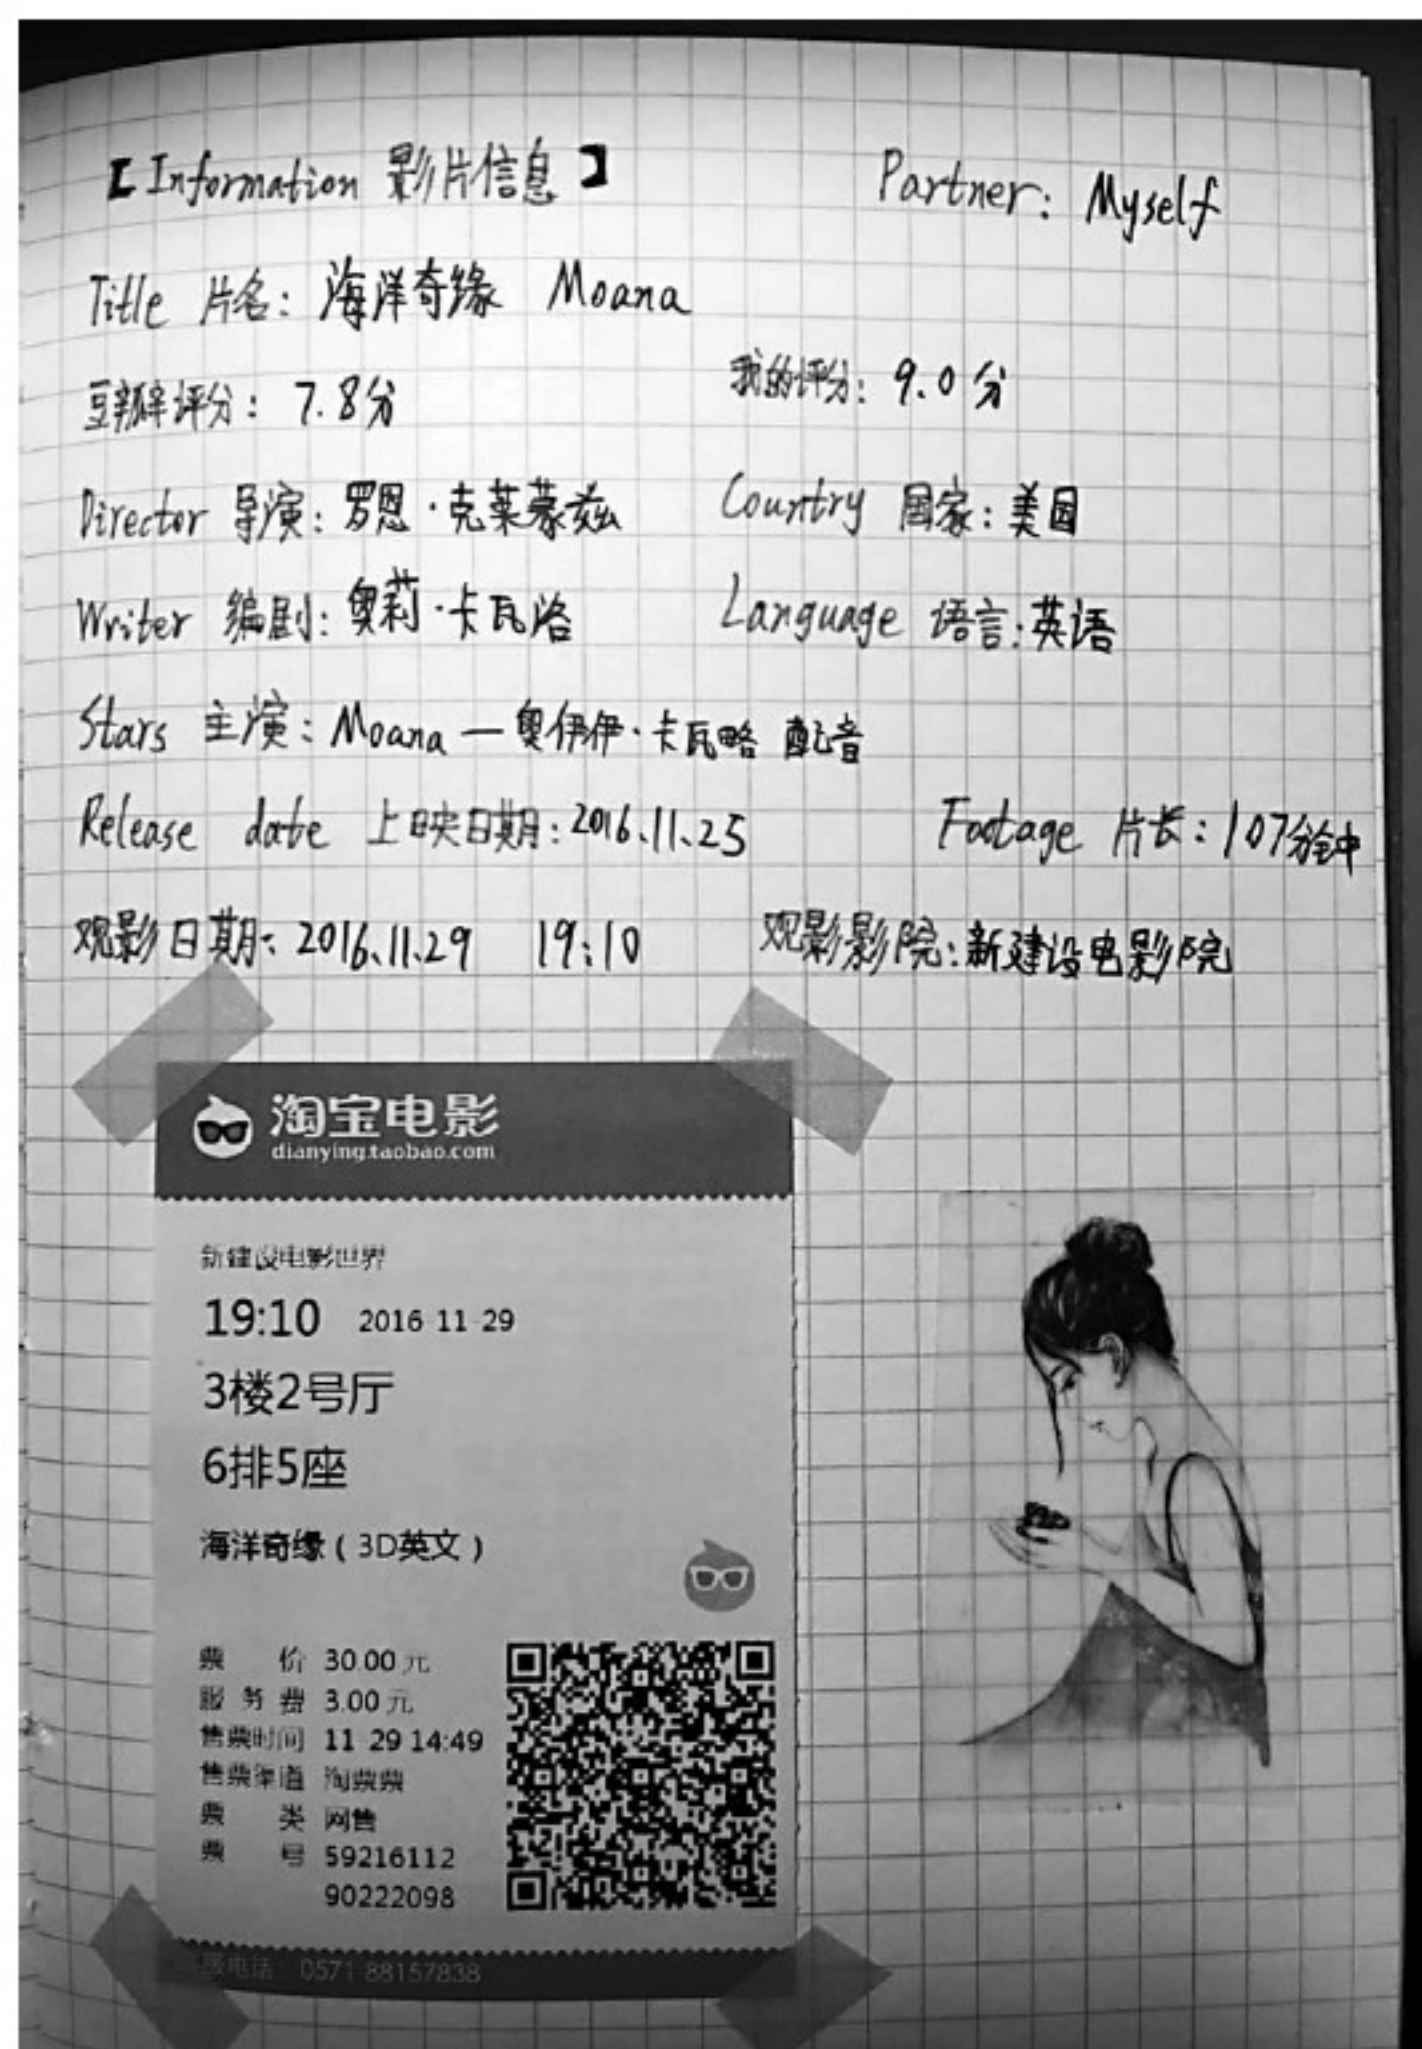 【Information 影片信息】 Partner: Myself
Title 片名: 海洋奇缘 Moana
豆瓣评分: 7.8分 我的评分: 9.0分
Director 导演: 罗恩·克莱蒙兹 Country 国家: 美国
Writer 编剧: 奥莉·卡瓦洛 Language 语言: 英语
Stars 主演: Moana — 奥伊伊·卡瓦略 配音
Release date 上映日期: 2016.11.25 Footage 片长: 107分钟
观影日期: 2016.11.29 19:10 观影影院: 新建设电影院
淘宝电影
dianying.taobao.com
新建设电影世界
19:10 2016-11-29
3楼2号厅
6排5座
海洋奇缘(3D英文)
票价 30.00元
服务费 3.00元
售票时间 11-29 14:49
售票渠道 淘票票
票类 网售
票号 59216112
90222098
电话: 0571-88157838